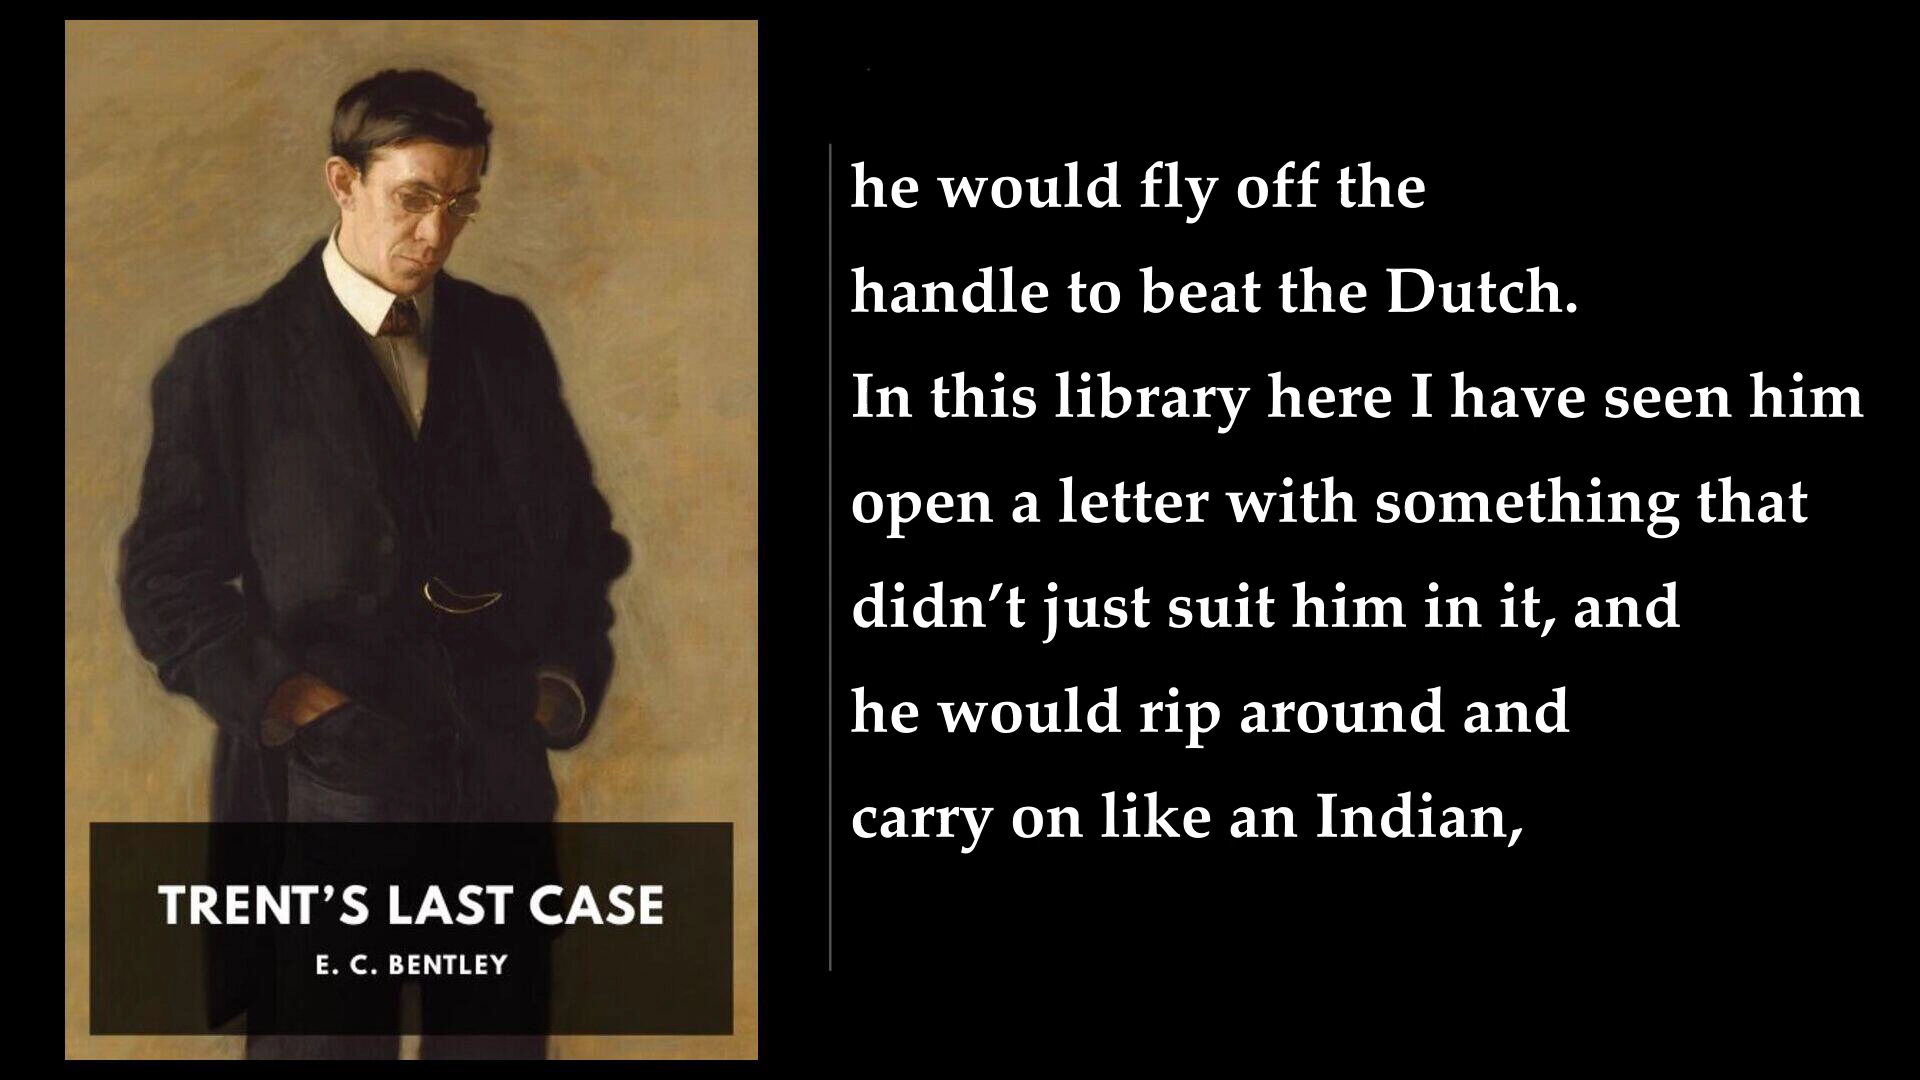 he would fly off the
handle to beat the Dutch.
In this library here I have seen him
open a letter with something that
didn’t just suit him in it, and
he would rip around and
carry on like an Indian,
TRENT’S LAST CASE
E. C. BENTLEY